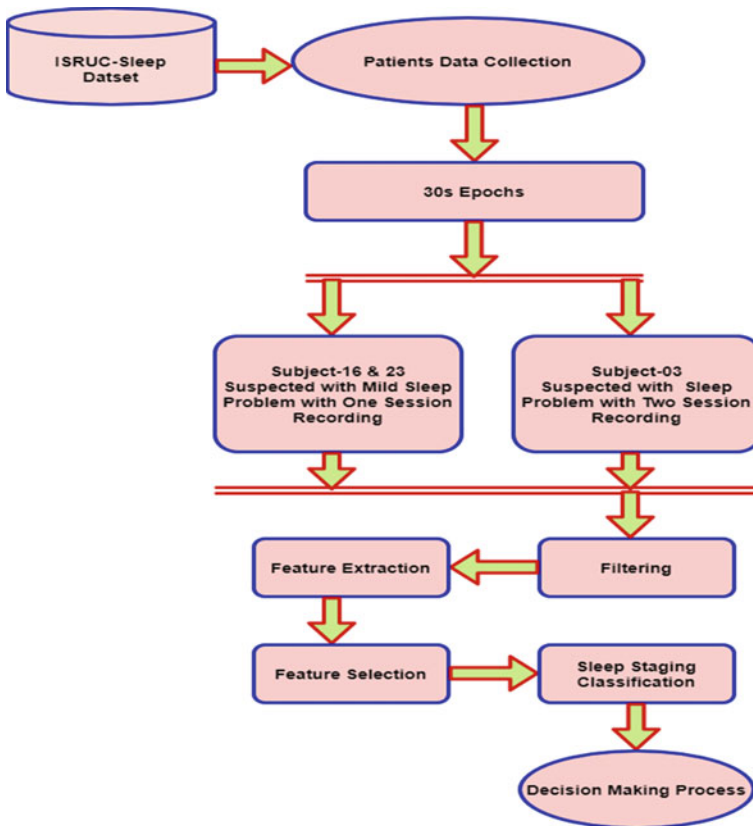 ISRUC-Sleep
Datset
Patients Data Collection
30s Epochs
Subject-16 & 23
Suspected with Mild Sleep
Problem with One Session
Recording
Subject-03
Suspected with Sleep
Problem with Two Session
Recording
Filtering
Feature Extraction
Feature Selection
Sleep Staging
Classification
Decision Making Process